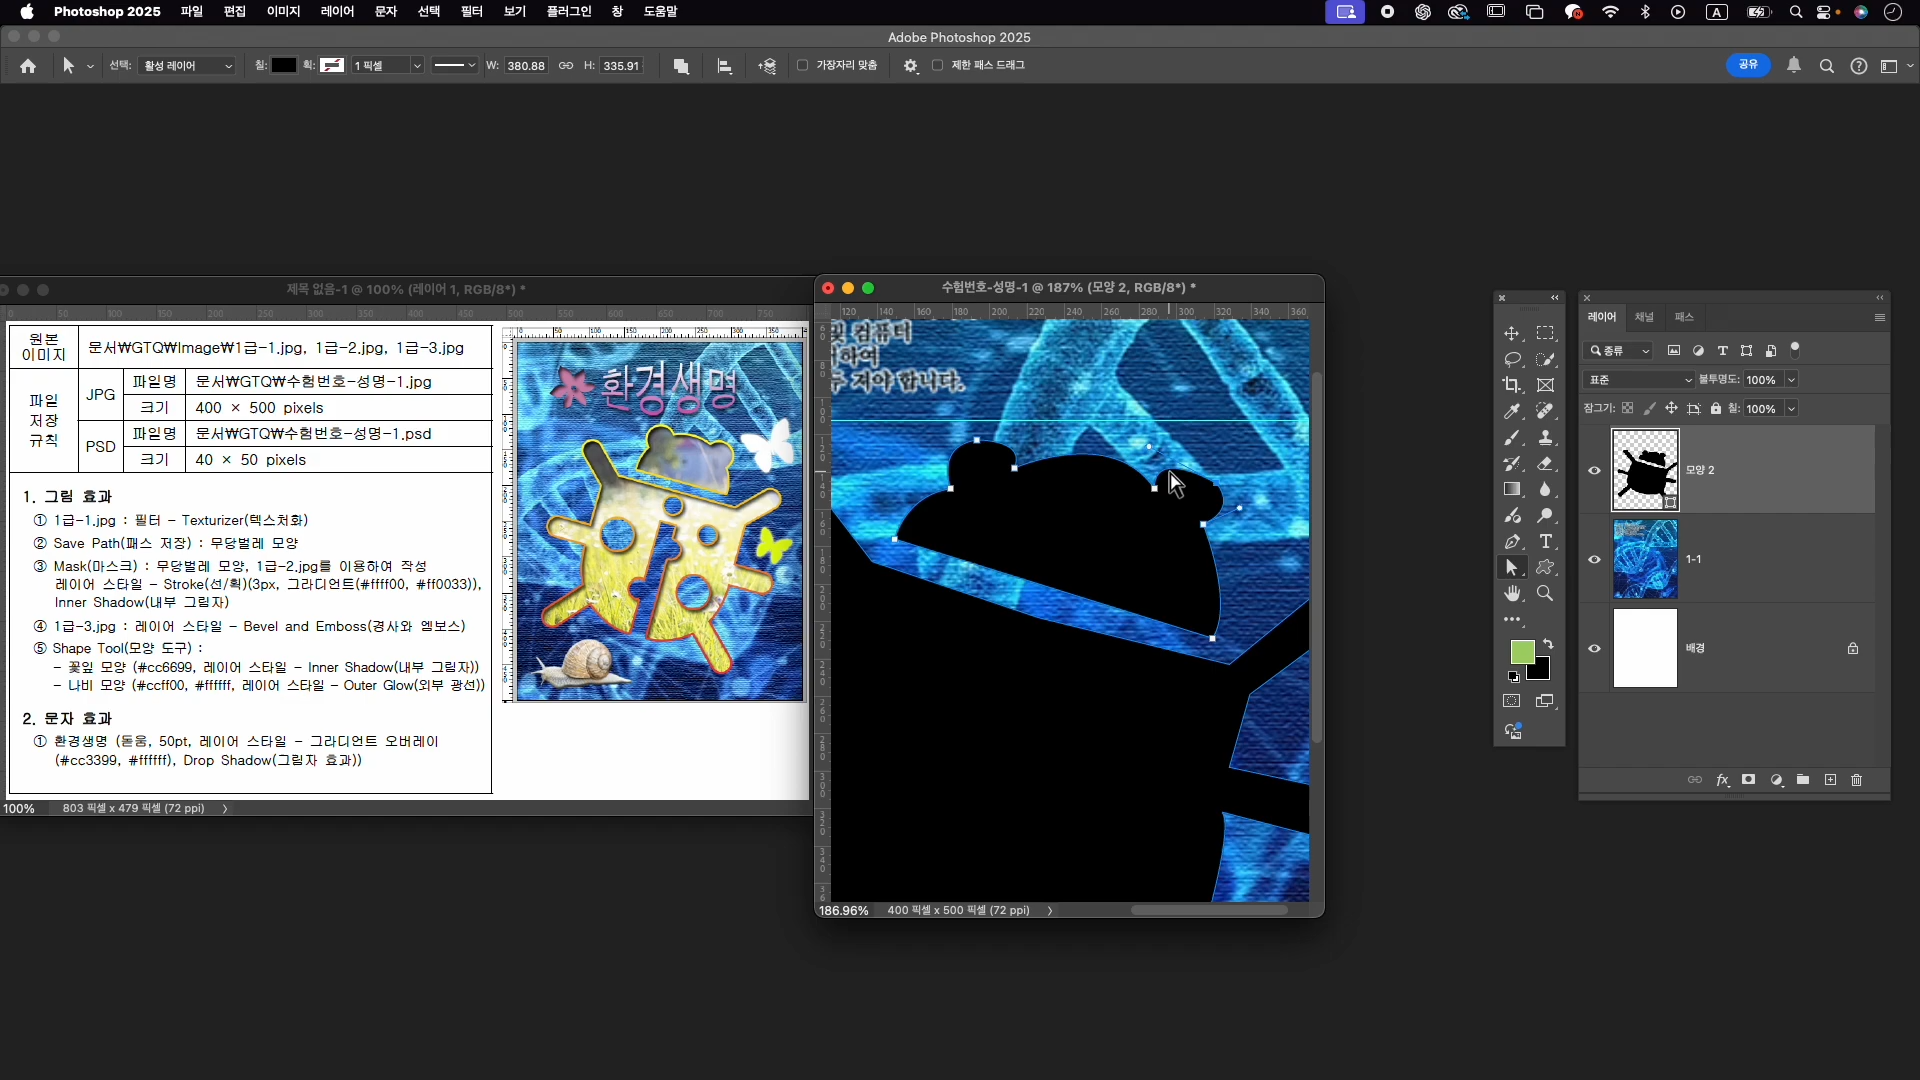 Photoshop 2025 파일 편집 이미지 레이어 문자 선택 필터 보기 플러그인 창 도움말
Adobe Photoshop 2025
선택: 활성 레이어 칠: 획: 1 픽셀 W: 380.88 H: 335.91 가장자리 맞춤 제한 패스 드래그 공유
제목 없음-1 @ 100% (레이어 1, RGB/8*) *
원본 이미지 문서₩GTQ₩Image₩1급-1.jpg, 1급-2.jpg, 1급-3.jpg
파일 저장 규칙
JPG 파일명 문서₩GTQ₩수험번호-성명-1.jpg
크기 400 × 500 pixels
PSD 파일명 문서₩GTQ₩수험번호-성명-1.psd
크기 40 × 50 pixels
1. 그림 효과
① 1급-1.jpg : 필터 - Texturizer(텍스처화)
② Save Path(패스 저장) : 무당벌레 모양
③ Mask(마스크) : 무당벌레 모양, 1급-2.jpg를 이용하여 작성
레이어 스타일 - Stroke(선/획)(3px, 그라디언트(#ffff00, #ff0033)),
Inner Shadow(내부 그림자)
④ 1급-3.jpg : 레이어 스타일 - Bevel and Emboss(경사와 엠보스)
⑤ Shape Tool(모양 도구) :
- 꽃잎 모양 (#cc6699, 레이어 스타일 - Inner Shadow(내부 그림자))
- 나비 모양 (#ccff00, #ffffff, 레이어 스타일 - Outer Glow(외부 광선))
2. 문자 효과
① 환경생명 (돋움, 50pt, 레이어 스타일 - 그라디언트 오버레이
(#cc3399, #ffffff), Drop Shadow(그림자 효과))
환경생명
100% 803 픽셀 x 479 픽셀 (72 ppi)
수험번호-성명-1 @ 187% (모양 2, RGB/8*) *
및 컴퓨터
하여
두 지야 합니다.
186.96% 400 픽셀 x 500 픽셀 (72 ppi)
레이어 채널 패스
종류
표준 불투명도: 100%
잠그기: 칠: 100%
모양 2
1-1
배경